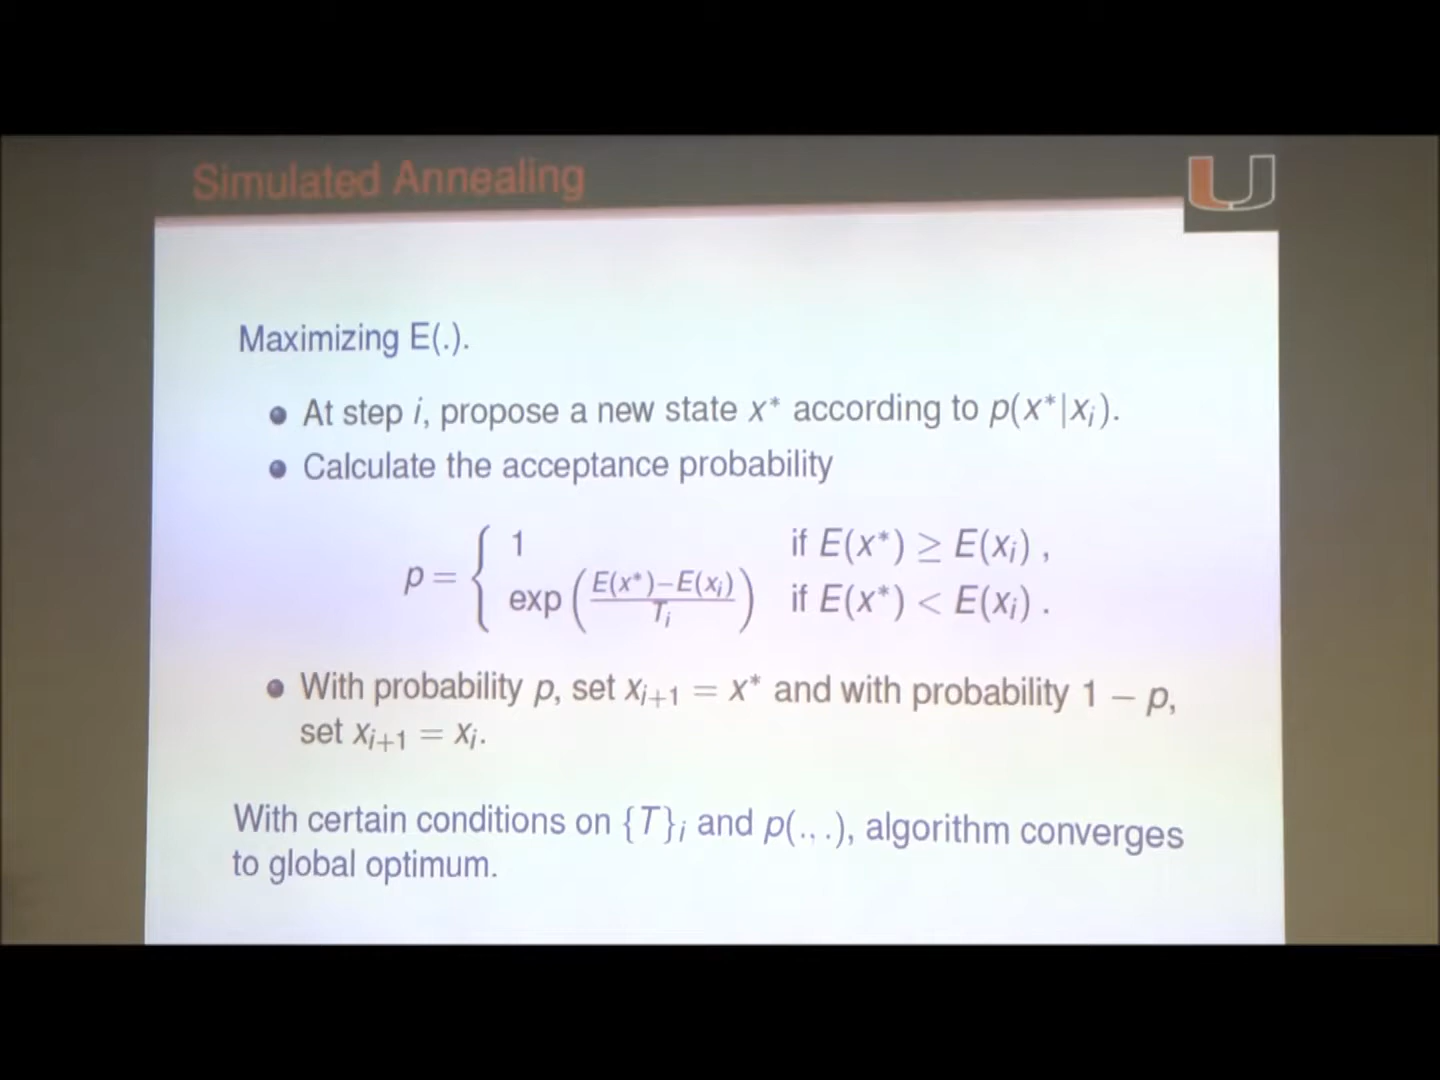 Simulated Annealing
Maximizing E(.).
• At step i, propose a new state x* according to p(x*|xᵢ).
• Calculate the acceptance probability
p = { 1 if E(x*) ≥ E(xᵢ) ,
exp ( (E(x*)−E(xᵢ)) / Tᵢ ) if E(x*) < E(xᵢ) .
• With probability p, set xᵢ₊₁ = x* and with probability 1 − p,
set xᵢ₊₁ = xᵢ.
With certain conditions on {T}ᵢ and p(.,.), algorithm converges
to global optimum.